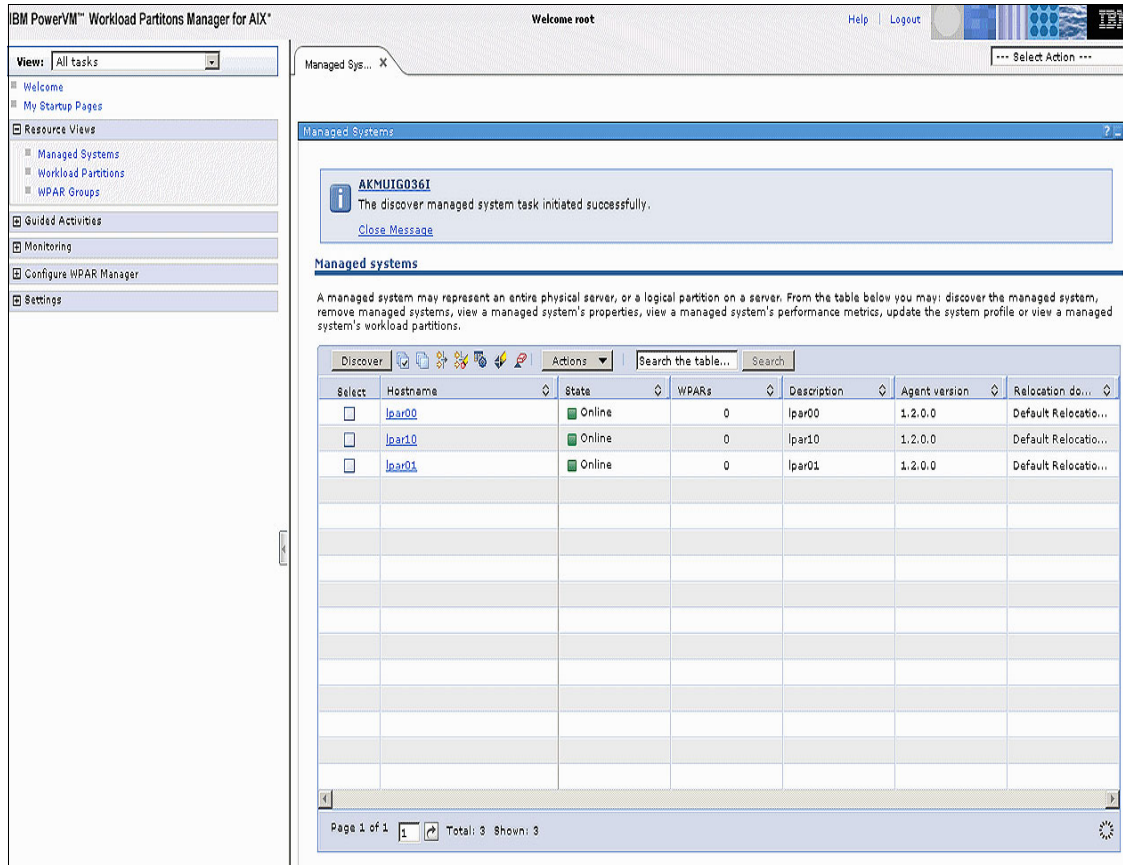 IBM PowerVM™ Workload Partitons Manager for AIX®
Welcome root
Help | Logout
IBM
View: All tasks
Managed Sys... X
--- Select Action ---
Welcome
My Startup Pages
Resource Views
Managed Systems
Workload Partitions
WPAR Groups
Guided Activities
Monitoring
Configure WPAR Manager
Settings
Managed Systems
? _
AKMUIG036I
The discover managed system task initiated successfully.
Close Message
Managed systems
A managed system may represent an entire physical server, or a logical partition on a server. From the table below you may: discover the managed system,
remove managed systems, view a managed system's properties, view a managed system's performance metrics, update the system profile or view a managed
system's workload partitions.
Discover Actions Search the table... Search
Select Hostname State WPARs Description Agent version Relocation do...
lpar00 Online 0 lpar00 1.2.0.0 Default Relocatio...
lpar10 Online 0 lpar10 1.2.0.0 Default Relocatio...
lpar01 Online 0 lpar01 1.2.0.0 Default Relocatio...
Page 1 of 1 1 Total: 3 Shown: 3